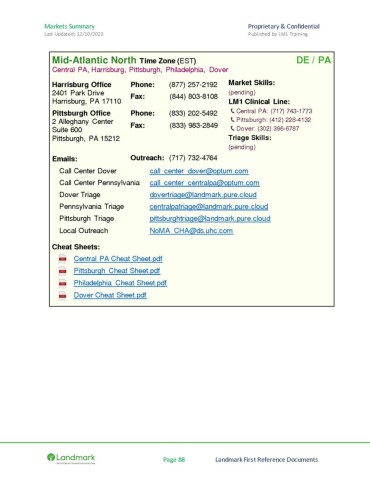 Markets Summary Proprietary & Confidential
Last Updated: 12/10/2023 Published by LM1 Training
Mid-Atlantic North Time Zone (EST) DE / PA
Central PA, Harrisburg, Pittsburgh, Philadelphia, Dover
Harrisburg Office Phone: (877) 257-2192
2401 Park Drive Fax: (844) 803-8108
Harrisburg, PA 17110
Pittsburgh Office Phone: (833) 202-5492
2 Alleghany Center Fax: (833) 983-2849
Suite 600
Pittsburgh, PA 15212
Market Skills:
(pending)
LM1 Clinical Line:
Central PA: (717) 743-1773
Pittsburgh: (412) 228-4132
Dover: (302) 396-6787
Triage Skills:
(pending)
Emails: Outreach: (717) 732-4764
Call Center Dover call_center_dover@optum.com
Call Center Pennsylvania call_center_centralpa@optum.com
Dover Triage dovertriage@landmark.pure.cloud
Pennsylvania Triage centralpatriage@landmark.pure.cloud
Pittsburgh Triage pittsburghtriage@landmark.pure.cloud
Local Outreach NoMA_CHA@ds.uhc.com
Cheat Sheets:
Central PA Cheat Sheet.pdf
Pittsburgh Cheat Sheet.pdf
Philadelphia Cheat Sheet.pdf
Dover Cheat Sheet.pdf
Landmark
Page 88 Landmark First Reference Documents